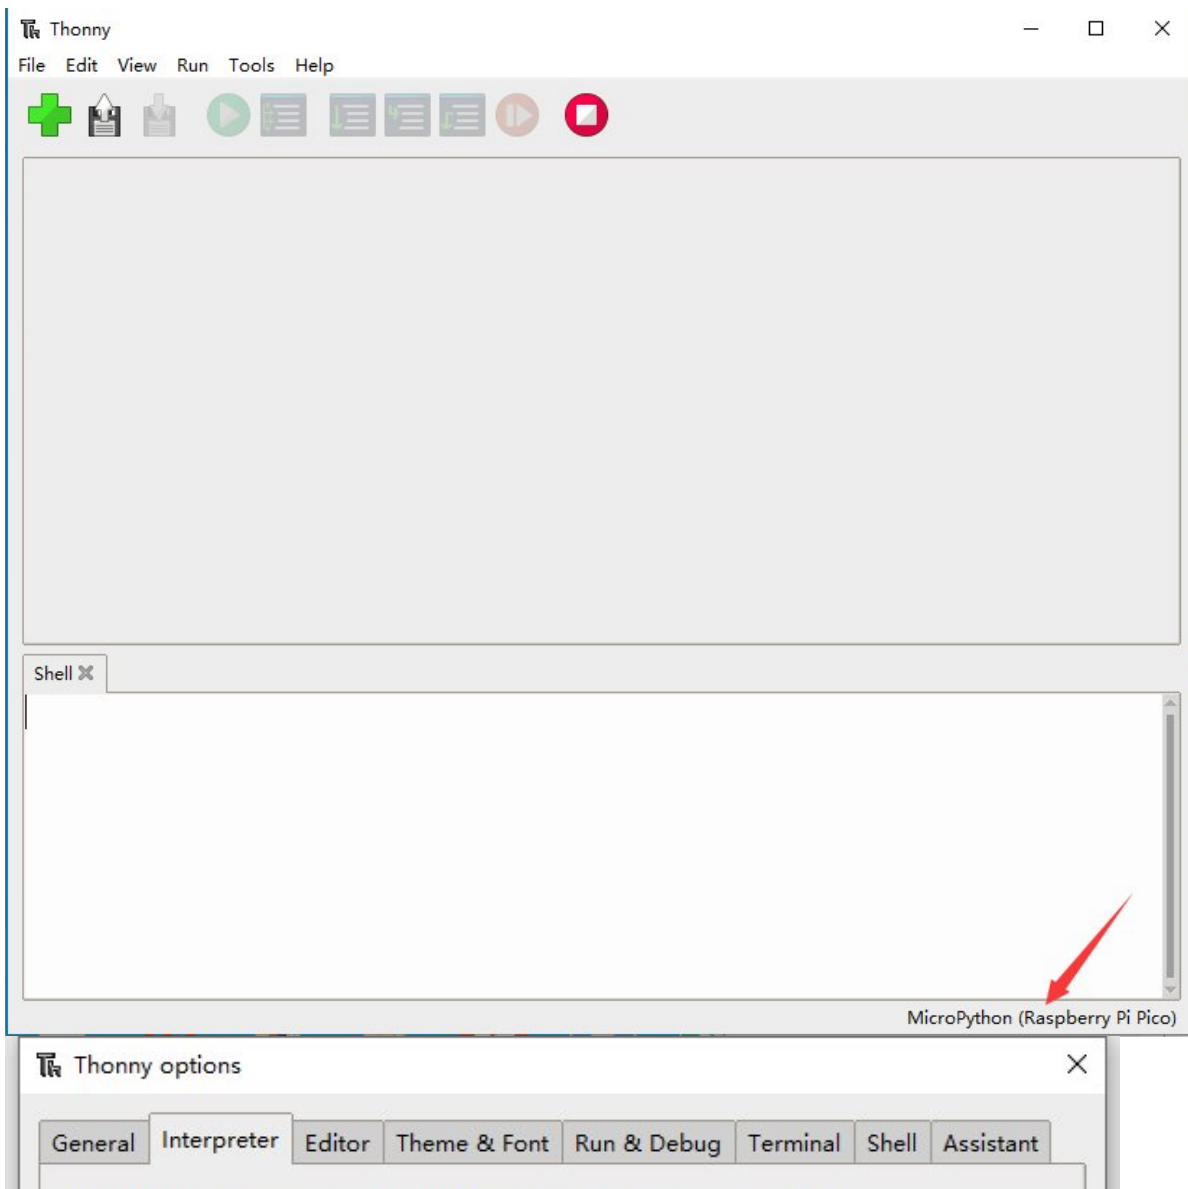 Thonny
File Edit View Run Tools Help
Shell
MicroPython (Raspberry Pi Pico)
Thonny options
General Interpreter Editor Theme & Font Run & Debug Terminal Shell Assistant